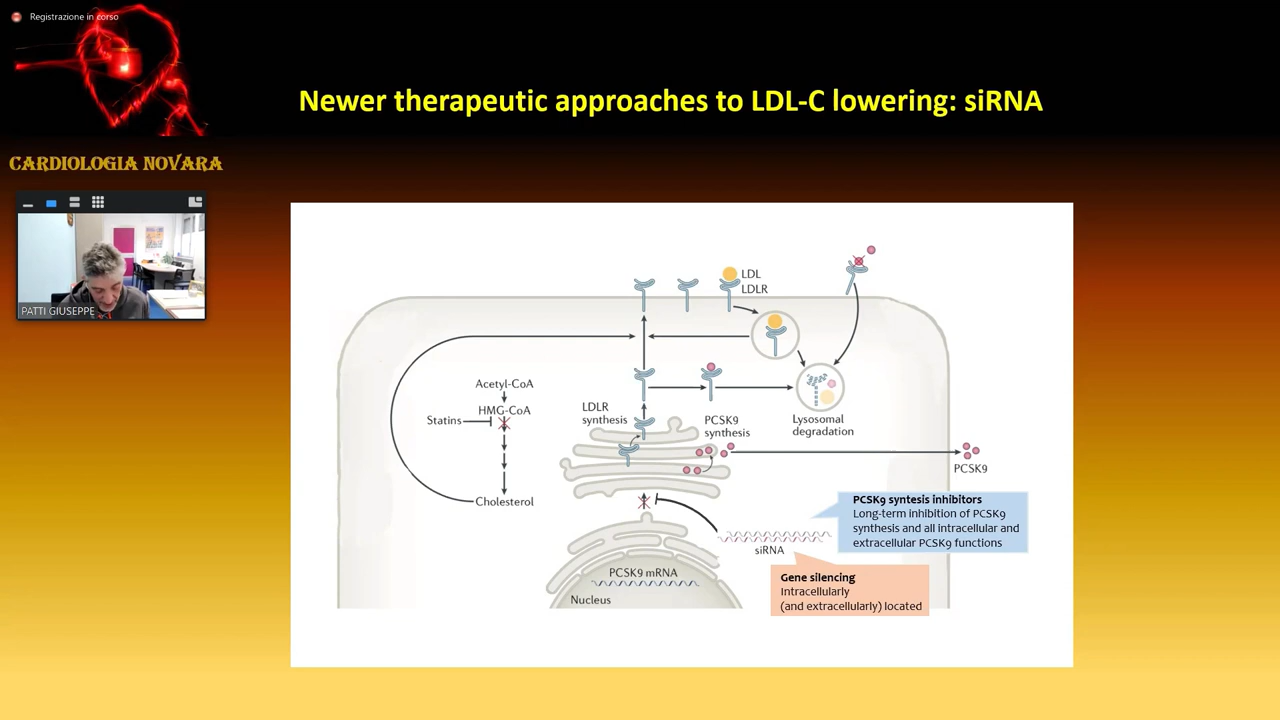 Registrazione in corso
Newer therapeutic approaches to LDL-C lowering: siRNA
CARDIOLOGIA NOVARA
PATTI GIUSEPPE
LDL
LDLR
Acetyl-CoA
HMG-CoA
Statins
Cholesterol
LDLR
synthesis
PCSK9
synthesis
Lysosomal
degradation
PCSK9
PCSK9 syntesis inhibitors
Long-term inhibition of PCSK9
synthesis and all intracellular and
extracellular PCSK9 functions
siRNA
Gene silencing
Intracellularly
(and extracellularly) located
PCSK9 mRNA
Nucleus